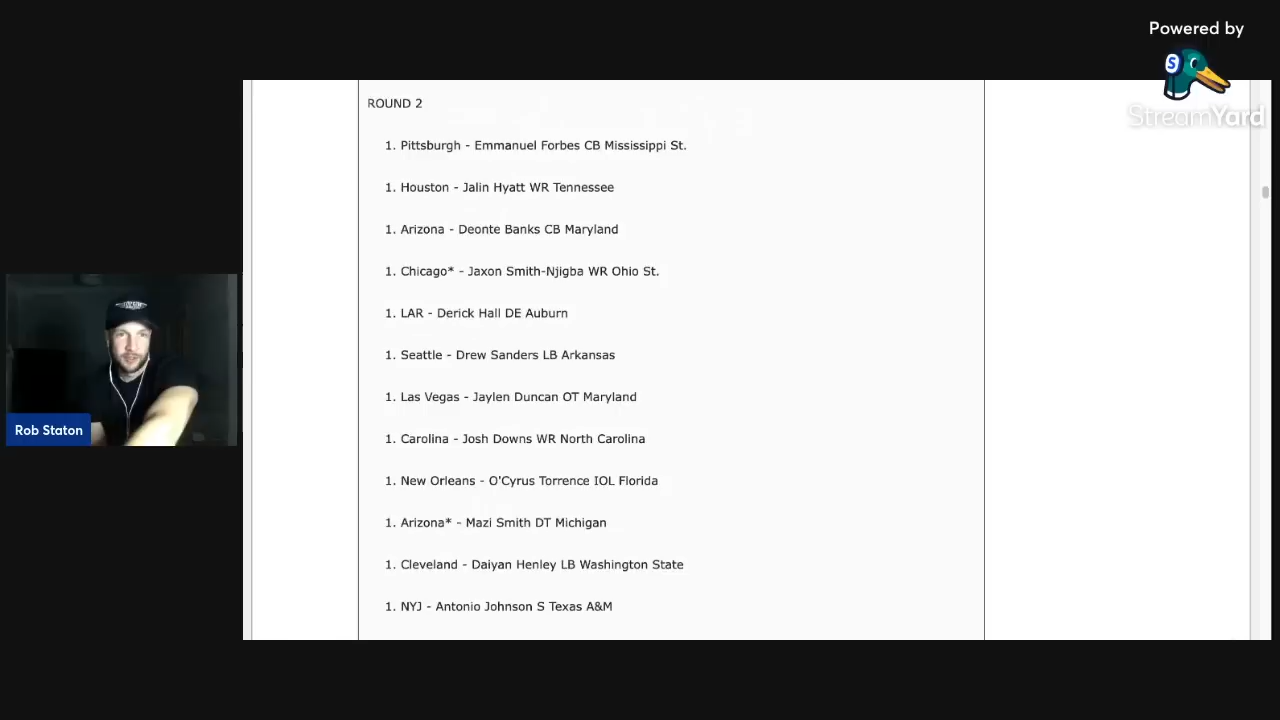 Powered by
StreamYard
ROUND 2
1. Pittsburgh - Emmanuel Forbes CB Mississippi St.
1. Houston - Jalin Hyatt WR Tennessee
1. Arizona - Deonte Banks CB Maryland
1. Chicago* - Jaxon Smith-Njigba WR Ohio St.
1. LAR - Derick Hall DE Auburn
1. Seattle - Drew Sanders LB Arkansas
1. Las Vegas - Jaylen Duncan OT Maryland
1. Carolina - Josh Downs WR North Carolina
1. New Orleans - O'Cyrus Torrence IOL Florida
1. Arizona* - Mazi Smith DT Michigan
1. Cleveland - Daiyan Henley LB Washington State
1. NYJ - Antonio Johnson S Texas A&M
Rob Staton